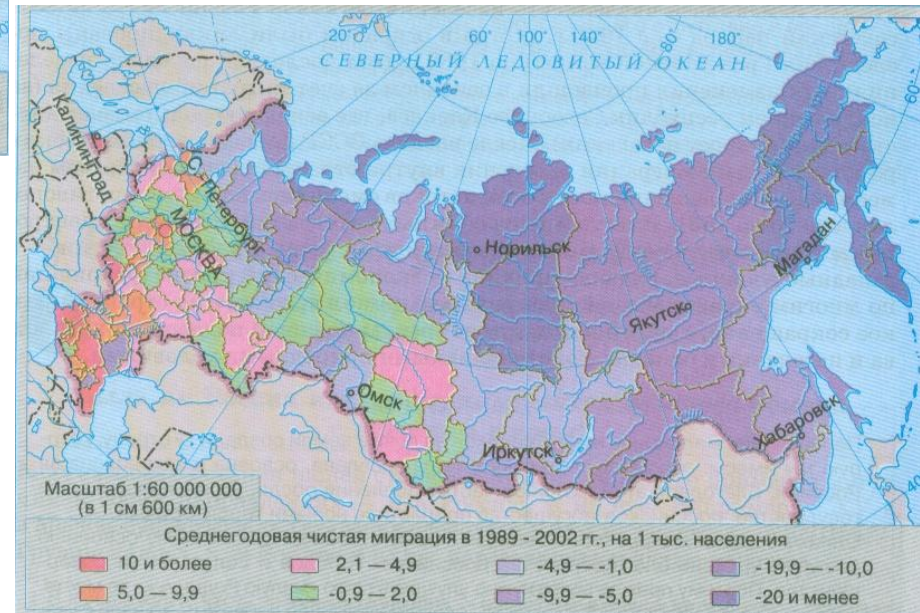 20°
60°
100°
140°
80°
180°
60°
СЕВЕРНЫЙ ЛЕДОВИТЫЙ ОКЕАН
Калининград
С. Петербург
МОСКВА
Норильск
Магадан
Якутск
Омск
Иркутск
Хабаровск
40°
Масштаб 1:60 000 000
(в 1 см 600 км)
Среднегодовая чистая миграция в 1989 - 2002 гг., на 1 тыс. населения
10 и более
2,1 — 4,9
-4,9 — -1,0
-19,9 — -10,0
5,0 — 9,9
-0,9 — 2,0
-9,9 — -5,0
-20 и менее